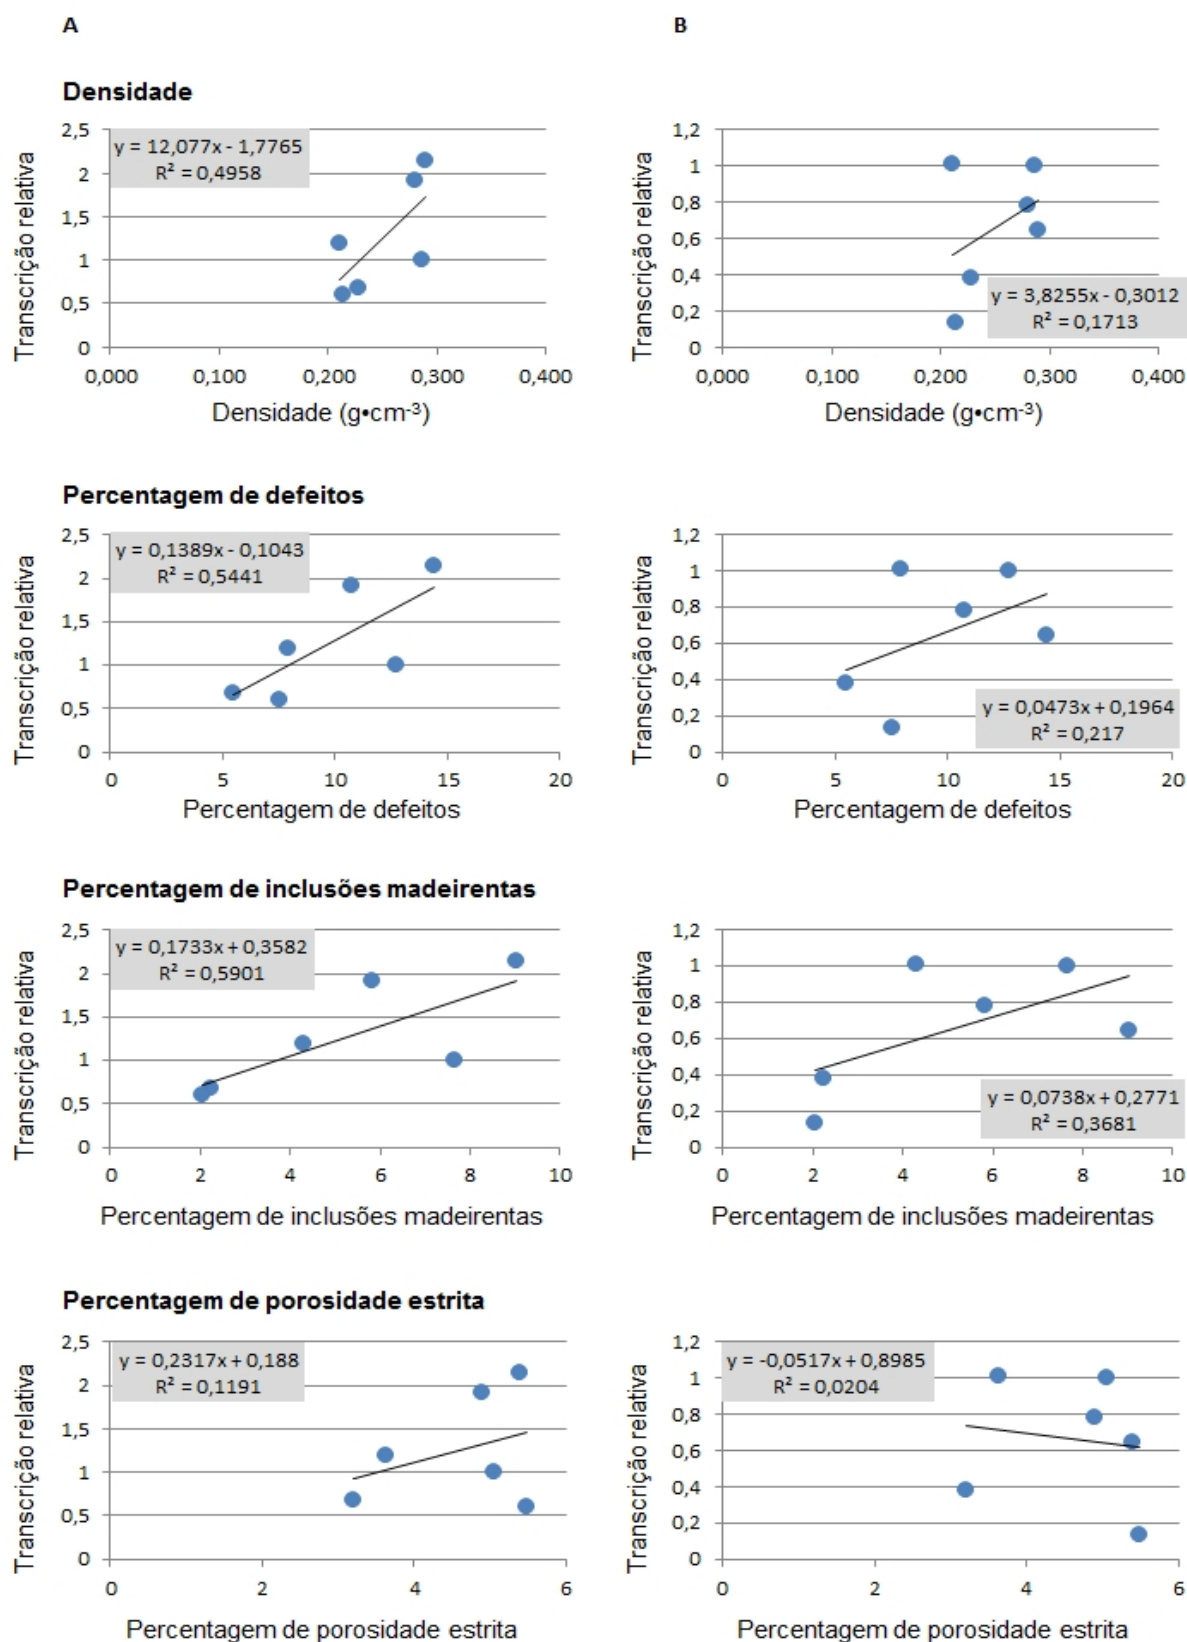 A
B
Densidade
Transcrição relativa
2,5
2
1,5
1
0,5
0
y = 12,077x - 1,7765
R² = 0,4958
0,000 0,100 0,200 0,300 0,400
Densidade (g•cm-³)
Transcrição relativa
1,2
1
0,8
0,6
0,4
0,2
0
y = 3,8255x - 0,3012
R² = 0,1713
0,000 0,100 0,200 0,300 0,400
Densidade (g•cm-³)
Percentagem de defeitos
Transcrição relativa
2,5
2
1,5
1
0,5
0
y = 0,1389x - 0,1043
R² = 0,5441
0 5 10 15 20
Percentagem de defeitos
Transcrição relativa
1,2
1
0,8
0,6
0,4
0,2
0
y = 0,0473x + 0,1964
R² = 0,217
0 5 10 15 20
Percentagem de defeitos
Percentagem de inclusões madeirentas
Transcrição relativa
2,5
2
1,5
1
0,5
0
y = 0,1733x + 0,3582
R² = 0,5901
0 2 4 6 8 10
Percentagem de inclusões madeirentas
Transcrição relativa
1,2
1
0,8
0,6
0,4
0,2
0
y = 0,0738x + 0,2771
R² = 0,3681
0 2 4 6 8 10
Percentagem de inclusões madeirentas
Percentagem de porosidade estrita
Transcrição relativa
2,5
2
1,5
1
0,5
0
y = 0,2317x + 0,188
R² = 0,1191
0 2 4 6
Percentagem de porosidade estrita
Transcrição relativa
1,2
1
0,8
0,6
0,4
0,2
0
y = -0,0517x + 0,8985
R² = 0,0204
0 2 4 6
Percentagem de porosidade estrita